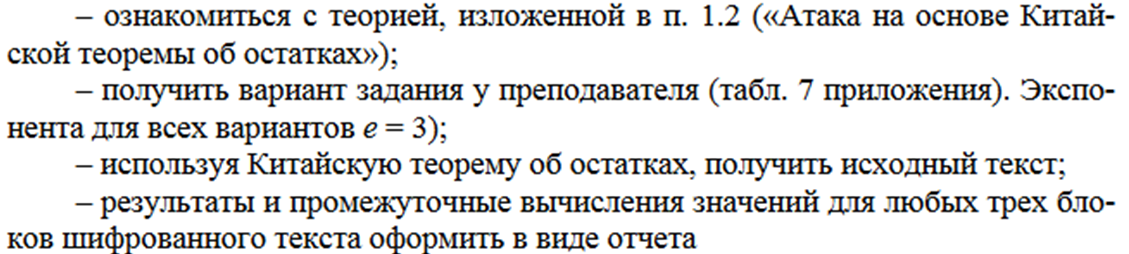 – ознакомиться с теорией, изложенной в п. 1.2 («Атака на основе Китай-
ской теоремы об остатках»);
– получить вариант задания у преподавателя (табл. 7 приложения). Экспо-
нента для всех вариантов e = 3);
– используя Китайскую теорему об остатках, получить исходный текст;
– результаты и промежуточные вычисления значений для любых трех бло-
ков шифрованного текста оформить в виде отчета